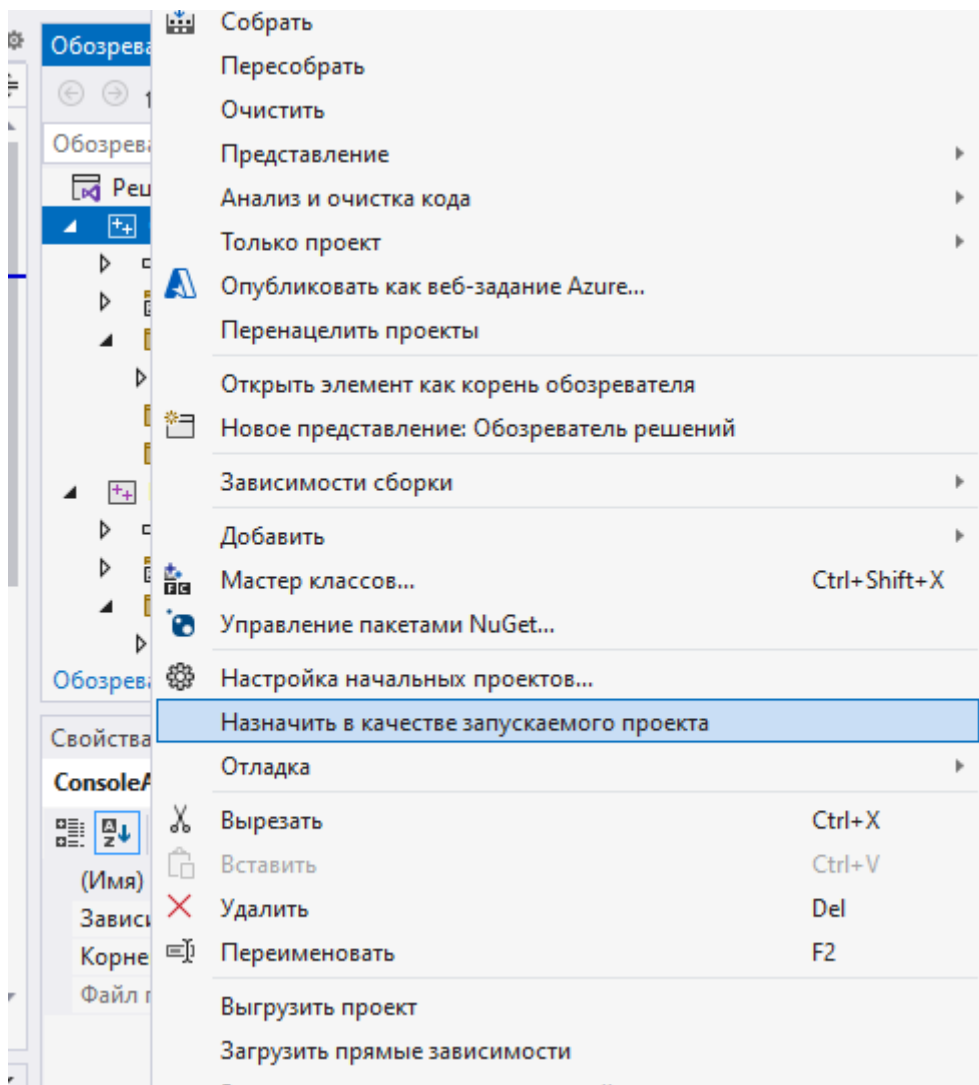 Обозрева
Обозрева
Реш
Обозрева
Свойства
ConsoleA
(Имя)
Зависи
Корне
Файл п
Собрать
Пересобрать
Очистить
Представление
Анализ и очистка кода
Только проект
Опубликовать как веб-задание Azure...
Перенацелить проекты
Открыть элемент как корень обозревателя
Новое представление: Обозреватель решений
Зависимости сборки
Добавить
Мастер классов... Ctrl+Shift+X
Управление пакетами NuGet...
Настройка начальных проектов...
Назначить в качестве запускаемого проекта
Отладка
Вырезать Ctrl+X
Вставить Ctrl+V
Удалить Del
Переименовать F2
Выгрузить проект
Загрузить прямые зависимости